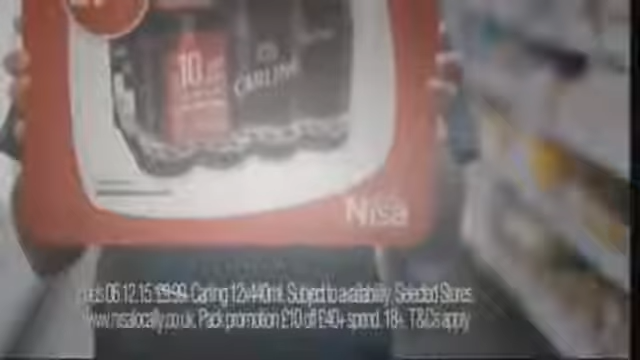 10
CARLING
Nisa
06.12.15. £9.99. Carling 12x440ml. Subject to availability. Selected Stores.
www.nisalocally.co.uk. Pack promotion £10 off £40+ spend. 18+. T&Cs apply